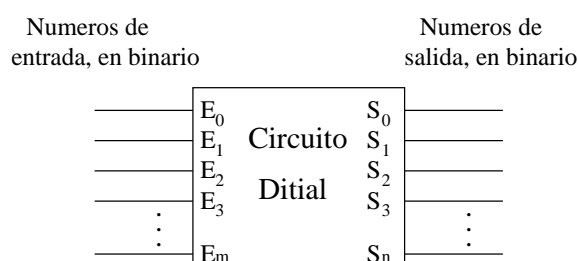 Numeros de
entrada, en binario
Numeros de
salida, en binario
E0
E1
E2
E3
Em
Circuito
Ditial
S0
S1
S2
S3
Sn